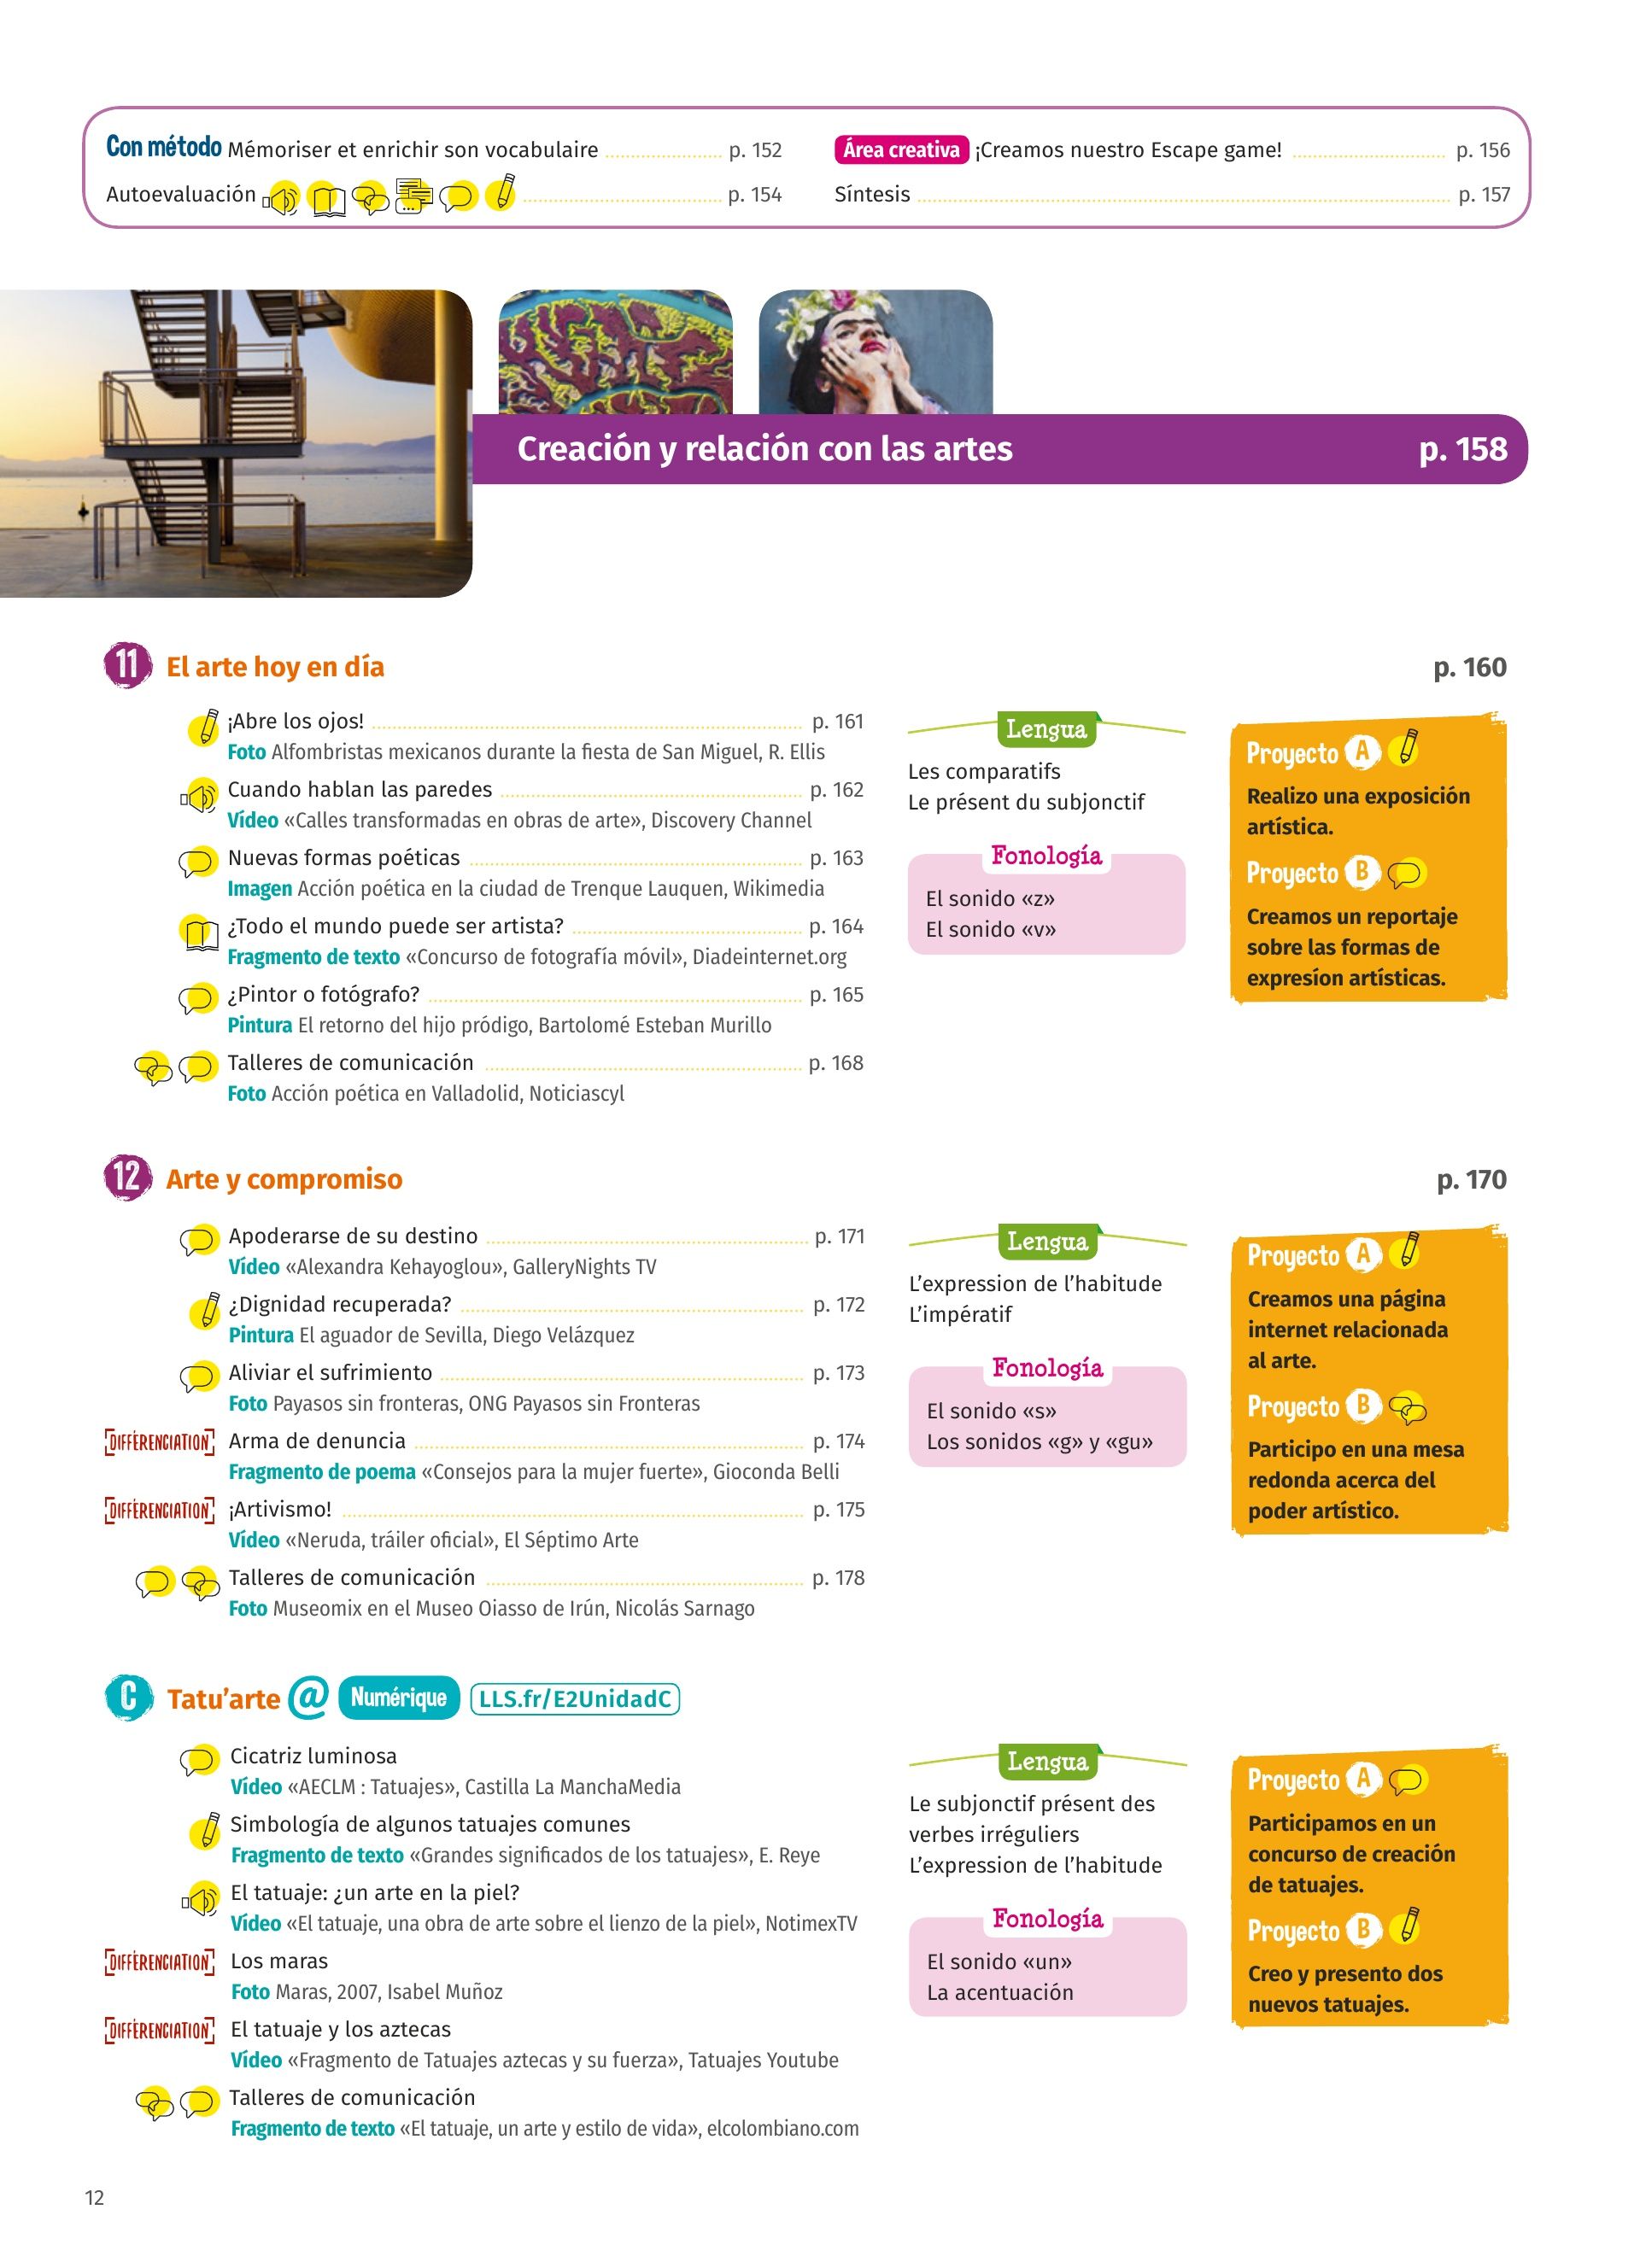 Con método Mémoriser et enrichir son vocabulaire p. 152
Autoevaluación p. 154
Área creativa ¡Creamos nuestro Escape game! p. 156
Síntesis p. 157
Creación y relación con las artes p. 158
11 El arte hoy en día p. 160
¡Abre los ojos! p. 161
Foto Alfombristas mexicanos durante la fiesta de San Miguel, R. Ellis
Cuando hablan las paredes p. 162
Vídeo «Calles transformadas en obras de arte», Discovery Channel
Nuevas formas poéticas p. 163
Imagen Acción poética en la ciudad de Trenque Lauquen, Wikimedia
¿Todo el mundo puede ser artista? p. 164
Fragmento de texto «Concurso de fotografía móvil», Diadeinternet.org
¿Pintor o fotógrafo? p. 165
Pintura El retorno del hijo pródigo, Bartolomé Esteban Murillo
Talleres de comunicación p. 168
Foto Acción poética en Valladolid, Noticiascyl
Lengua
Les comparatifs
Le présent du subjonctif
Fonología
El sonido «z»
El sonido «v»
Proyecto A
Realizo una exposición
artística.
Proyecto B
Creamos un reportaje
sobre las formas de
expresíon artísticas.
12 Arte y compromiso p. 170
Apoderarse de su destino p. 171
Vídeo «Alexandra Kehayoglou», GalleryNights TV
¿Dignidad recuperada? p. 172
Pintura El aguador de Sevilla, Diego Velázquez
Aliviar el sufrimiento p. 173
Foto Payasos sin fronteras, ONG Payasos sin Fronteras
[DIFFÉRENCIATION] Arma de denuncia p. 174
Fragmento de poema «Consejos para la mujer fuerte», Gioconda Belli
[DIFFÉRENCIATION] ¡Artivismo! p. 175
Vídeo «Neruda, tráiler oficial», El Séptimo Arte
Talleres de comunicación p. 178
Foto Museomix en el Museo Oiasso de Irún, Nicolás Sarnago
Lengua
L'expression de l'habitude
L'impératif
Fonología
El sonido «s»
Los sonidos «g» y «gu»
Proyecto A
Creamos una página
internet relacionada
al arte.
Proyecto B
Participo en una mesa
redonda acerca del
poder artístico.
C Tatu'arte @ Numérique LLS.fr/E2UnidadC
Cicatriz luminosa
Vídeo «AECLM : Tatuajes», Castilla La ManchaMedia
Simbología de algunos tatuajes comunes
Fragmento de texto «Grandes significados de los tatuajes», E. Reye
El tatuaje: ¿un arte en la piel?
Vídeo «El tatuaje, una obra de arte sobre el lienzo de la piel», NotimexTV
[DIFFÉRENCIATION] Los maras
Foto Maras, 2007, Isabel Muñoz
[DIFFÉRENCIATION] El tatuaje y los aztecas
Vídeo «Fragmento de Tatuajes aztecas y su fuerza», Tatuajes Youtube
Talleres de comunicación
Fragmento de texto «El tatuaje, un arte y estilo de vida», elcolombiano.com
Lengua
Le subjonctif présent des
verbes irréguliers
L'expression de l'habitude
Fonología
El sonido «un»
La acentuación
Proyecto A
Participamos en un
concurso de creación
de tatuajes.
Proyecto B
Creo y presento dos
nuevos tatuajes.
12